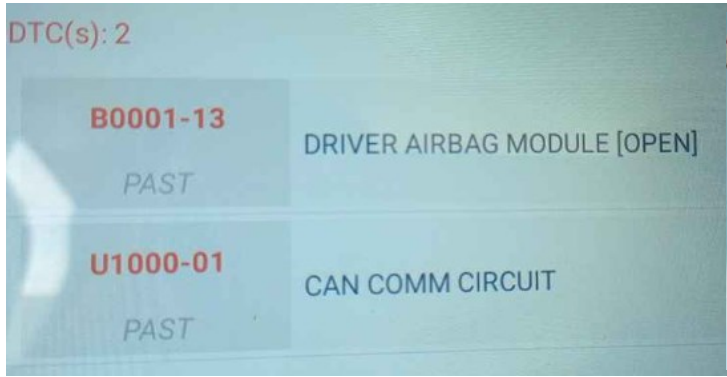 DTC(s): 2
B0001-13
DRIVER AIRBAG MODULE [OPEN]
PAST
U1000-01
CAN COMM CIRCUIT
PAST